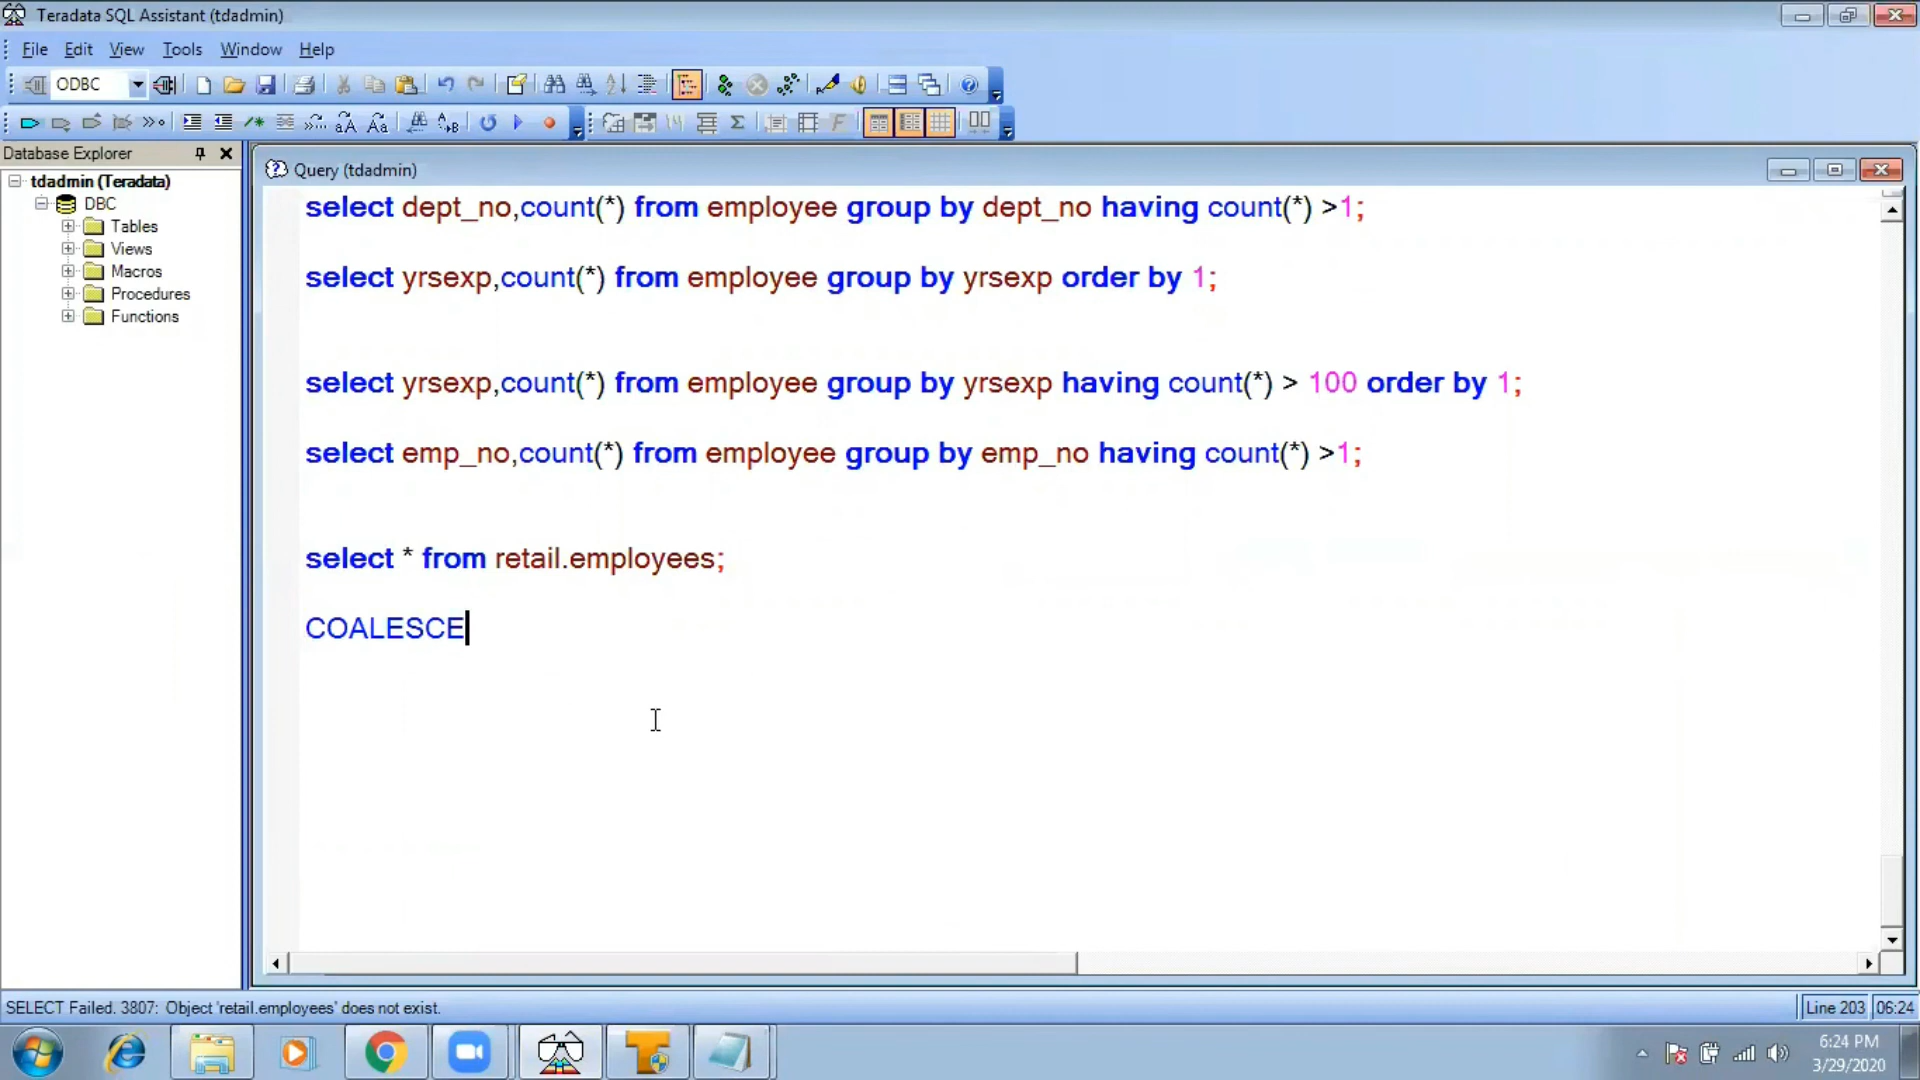 Teradata SQL Assistant (tdadmin)
File Edit View Tools Window Help
ODBC
Database Explorer
tdadmin (Teradata)
DBC
Tables
Views
Macros
Procedures
Functions
Query (tdadmin)
select dept_no,count(*) from employee group by dept_no having count(*) >1;
select yrsexp,count(*) from employee group by yrsexp order by 1;
select yrsexp,count(*) from employee group by yrsexp having count(*) > 100 order by 1;
select emp_no,count(*) from employee group by emp_no having count(*) >1;
select * from retail.employees;
COALESCE
SELECT Failed. 3807: Object 'retail.employees' does not exist.
Line 203 06:24
6:24 PM
3/29/2020